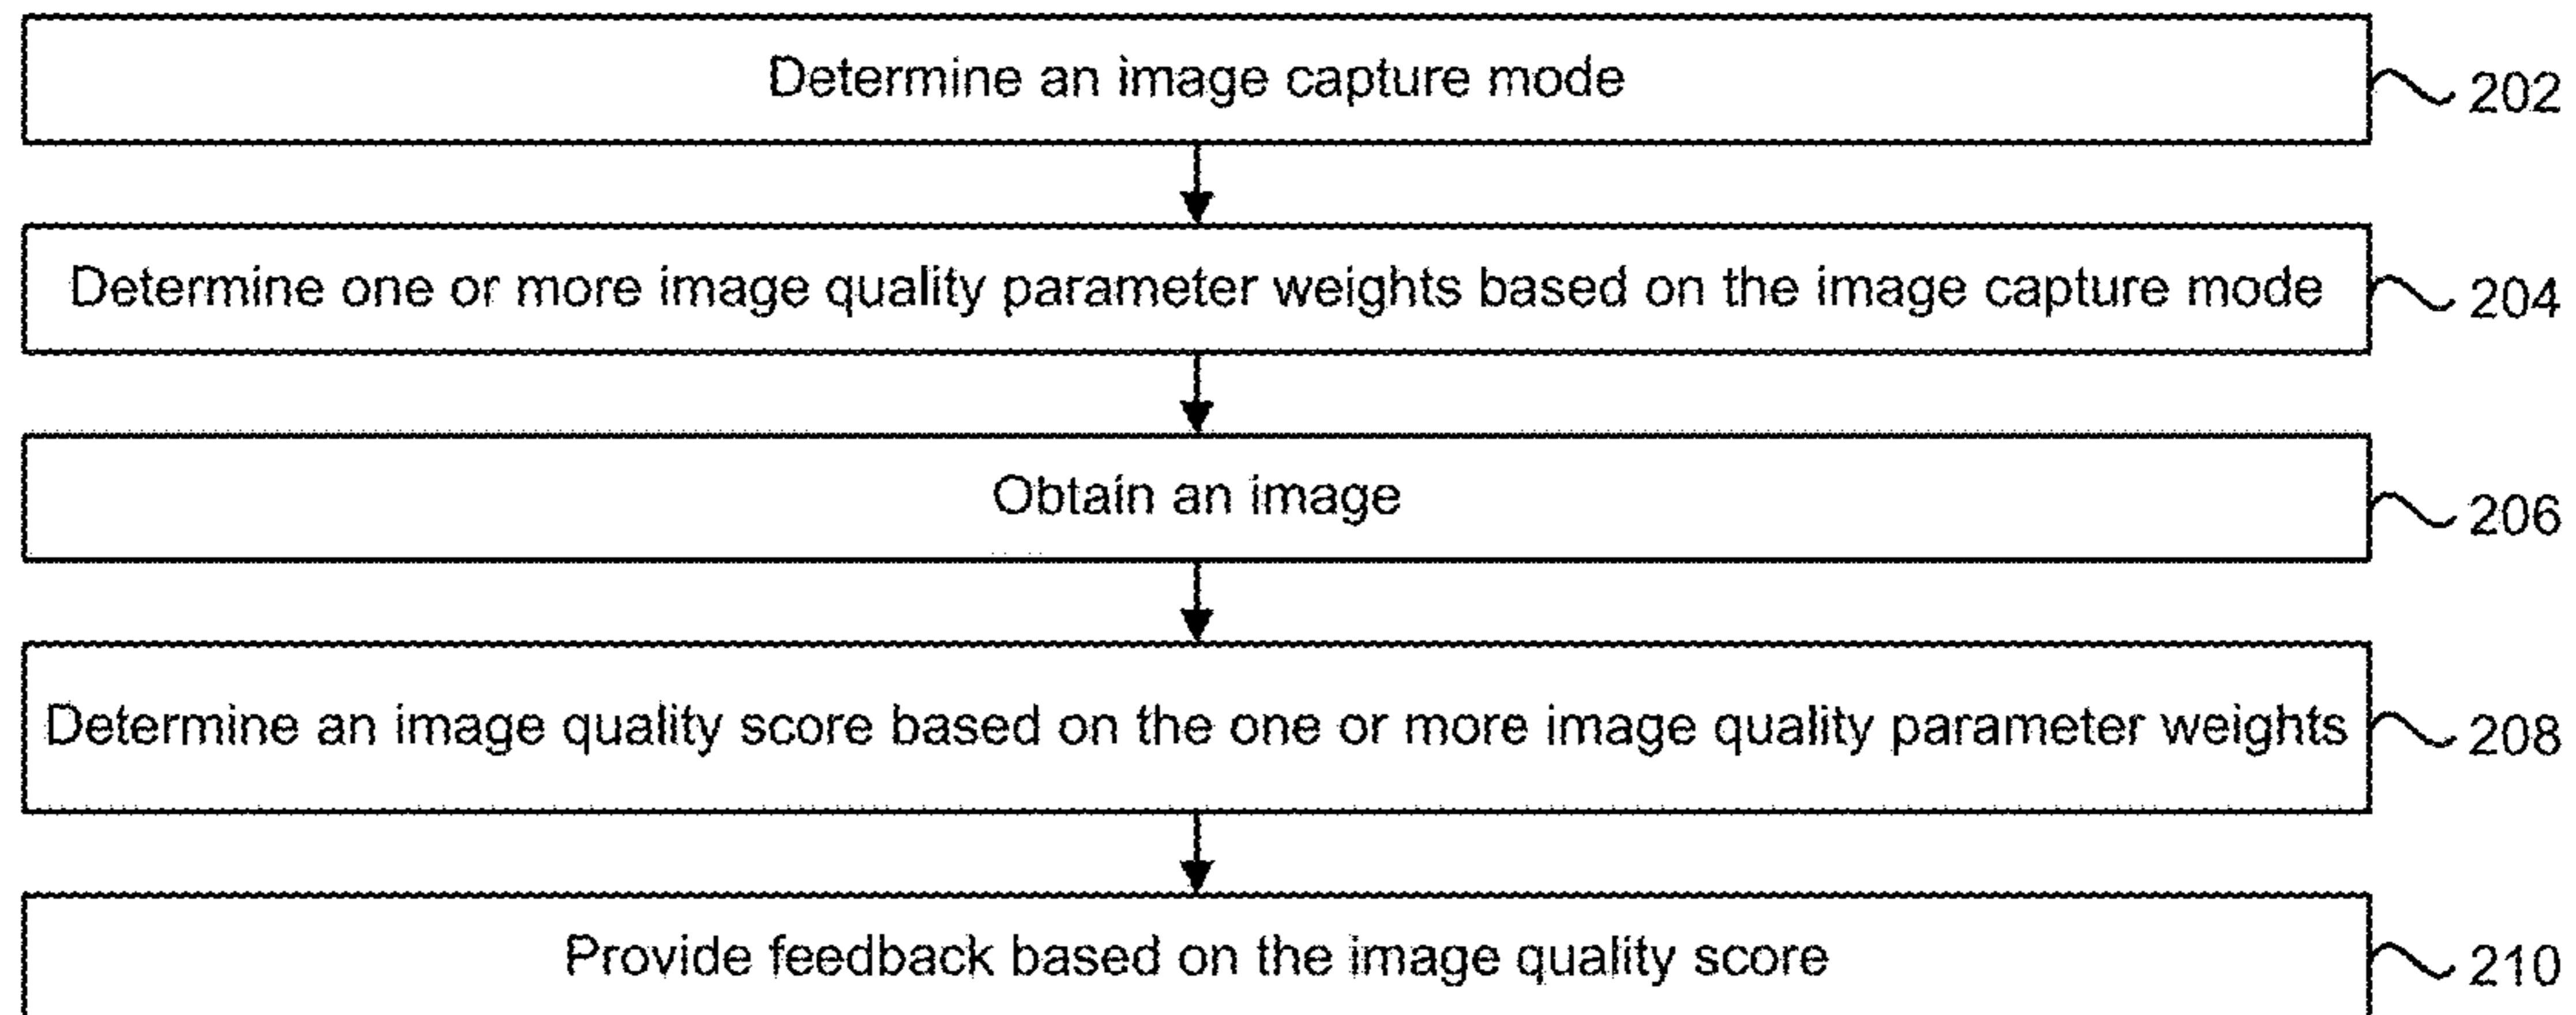 Determine an image capture mode
202
Determine one or more image quality parameter weights based on the image capture mode
204
Obtain an image
206
Determine an image quality score based on the one or more image quality parameter weights
208
Provide feedback based on the image quality score
210